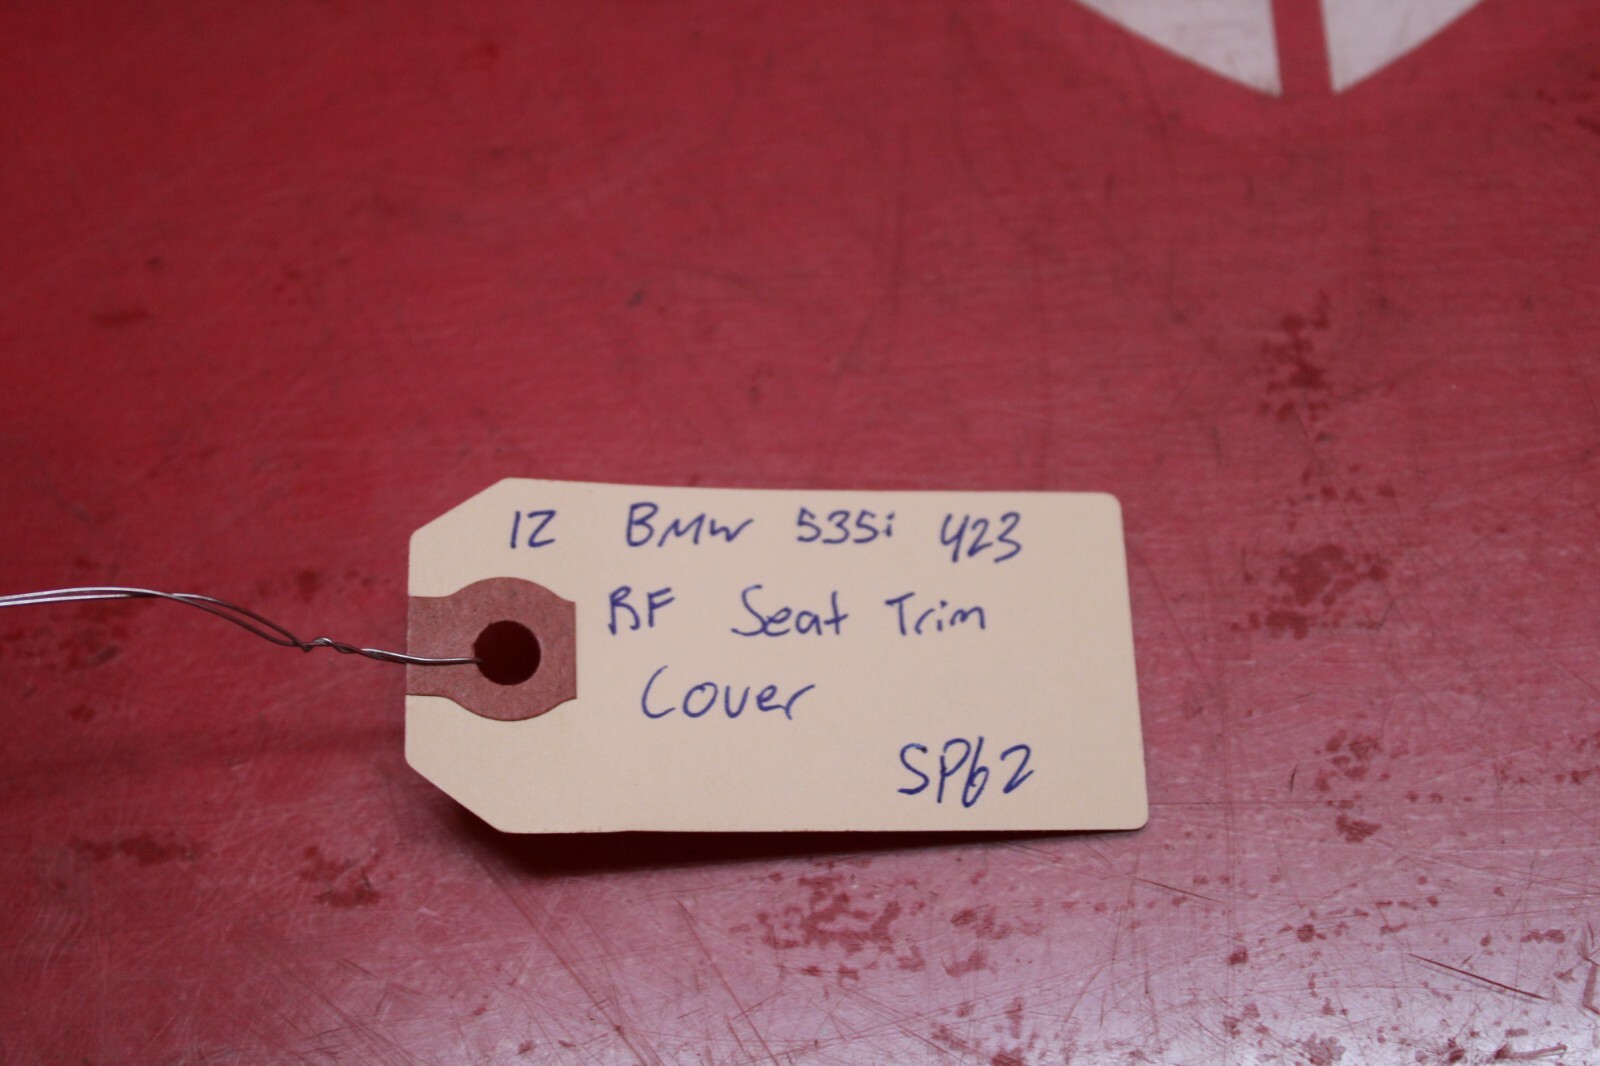 12 BMW 535i 423
RF Seat Trim
Cover
SP62